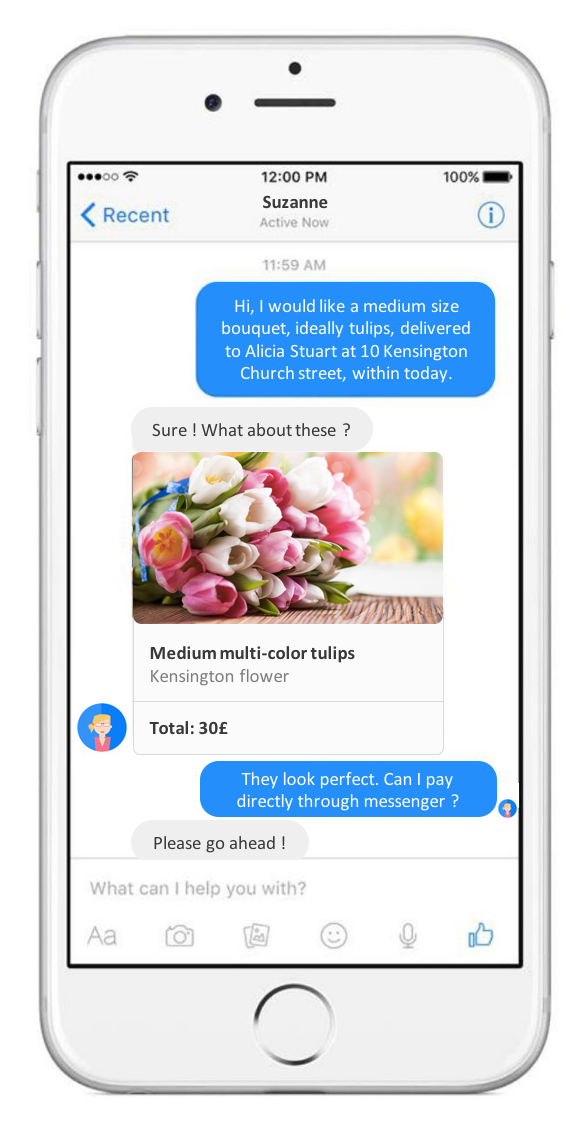 12:00 PM
100%
Recent
Suzanne
Active Now
i
11:59 AM
Hi, I would like a medium size
bouquet, ideally tulips, delivered
to Alicia Stuart at 10 Kensington
Church street, within today.
Sure ! What about these ?
Medium multi-color tulips
Kensington flower
Total: 30£
They look perfect. Can I pay
directly through messenger ?
Please go ahead !
What can I help you with?
Aa